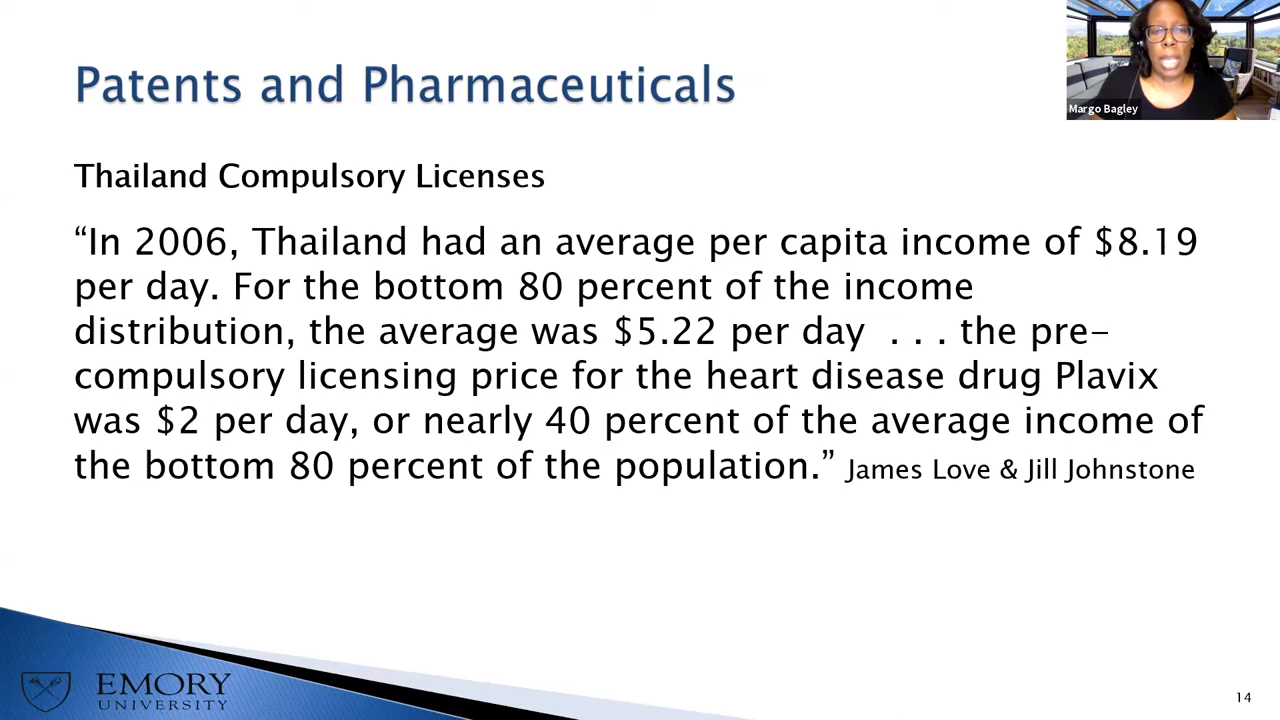 Patents and Pharmaceuticals
Margo Bagley
Thailand Compulsory Licenses
“In 2006, Thailand had an average per capita income of $8.19
per day. For the bottom 80 percent of the income
distribution, the average was $5.22 per day . . . the pre-
compulsory licensing price for the heart disease drug Plavix
was $2 per day, or nearly 40 percent of the average income of
the bottom 80 percent of the population.” James Love & Jill Johnstone
EMORY
UNIVERSITY
14